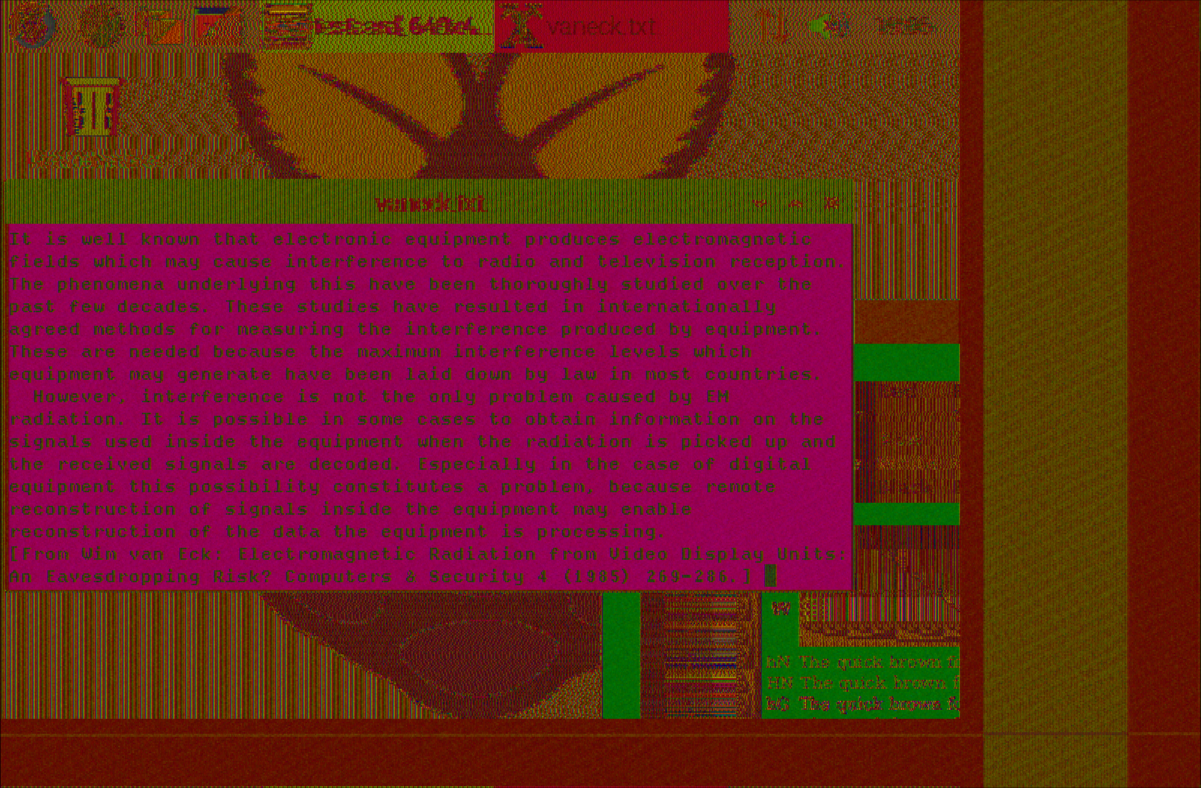 vaneck.txt
19:06
vaneck.txt
It is well known that electronic equipment produces electromagnetic
fields which may cause interference to radio and television reception.
The phenomena underlying this have been thoroughly studied over the
past few decades. These studies have resulted in internationally
agreed methods for measuring the interference produced by equipment.
These are needed because the maximum interference levels which
equipment may generate have been laid down by law in most countries.
However, interference is not the only problem caused by EM
radiation. It is possible in some cases to obtain information on the
signals used inside the equipment when the radiation is picked up and
the received signals are decoded. Especially in the case of digital
equipment this possibility constitutes a problem, because remote
reconstruction of signals inside the equipment may enable
reconstruction of the data the equipment is processing.
[From Wim van Eck: Electromagnetic Radiation from Video Display Units:
An Eavesdropping Risk? Computers & Security 4 (1985) 269-286.]
The quick brown
The quick brown
The quick brown